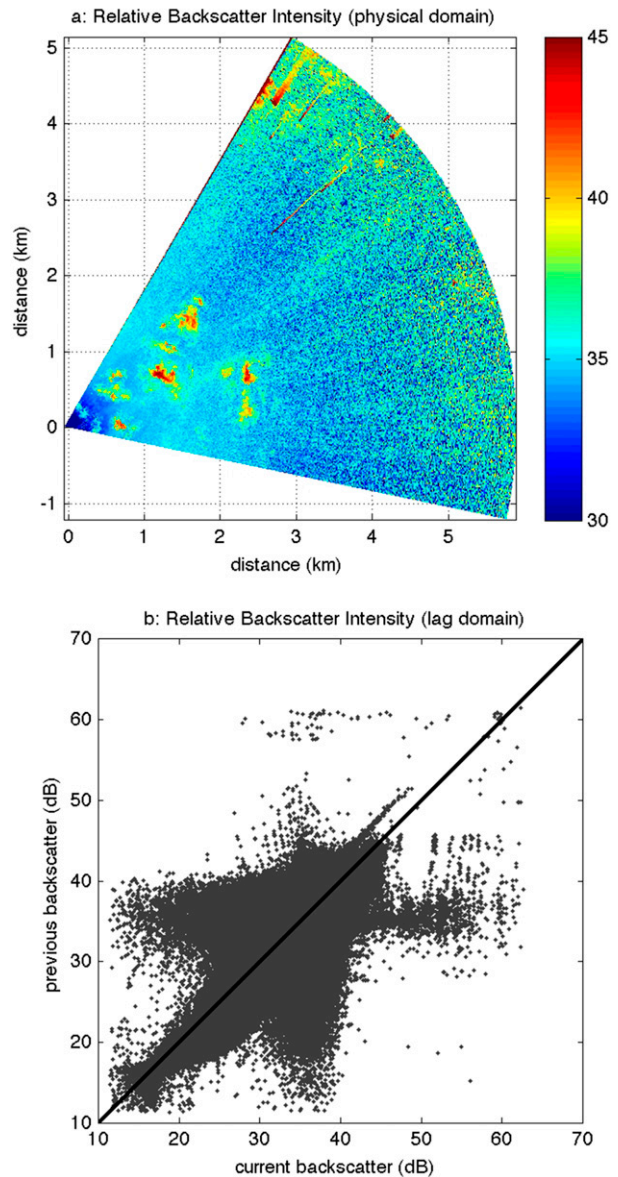 a: Relative Backscatter Intensity (physical domain)
5
4
3
2
1
0
-1
distance (km)
0 1 2 3 4 5
distance (km)
45
40
35
30
b: Relative Backscatter Intensity (lag domain)
70
60
50
40
30
20
10
previous backscatter (dB)
10 20 30 40 50 60 70
current backscatter (dB)